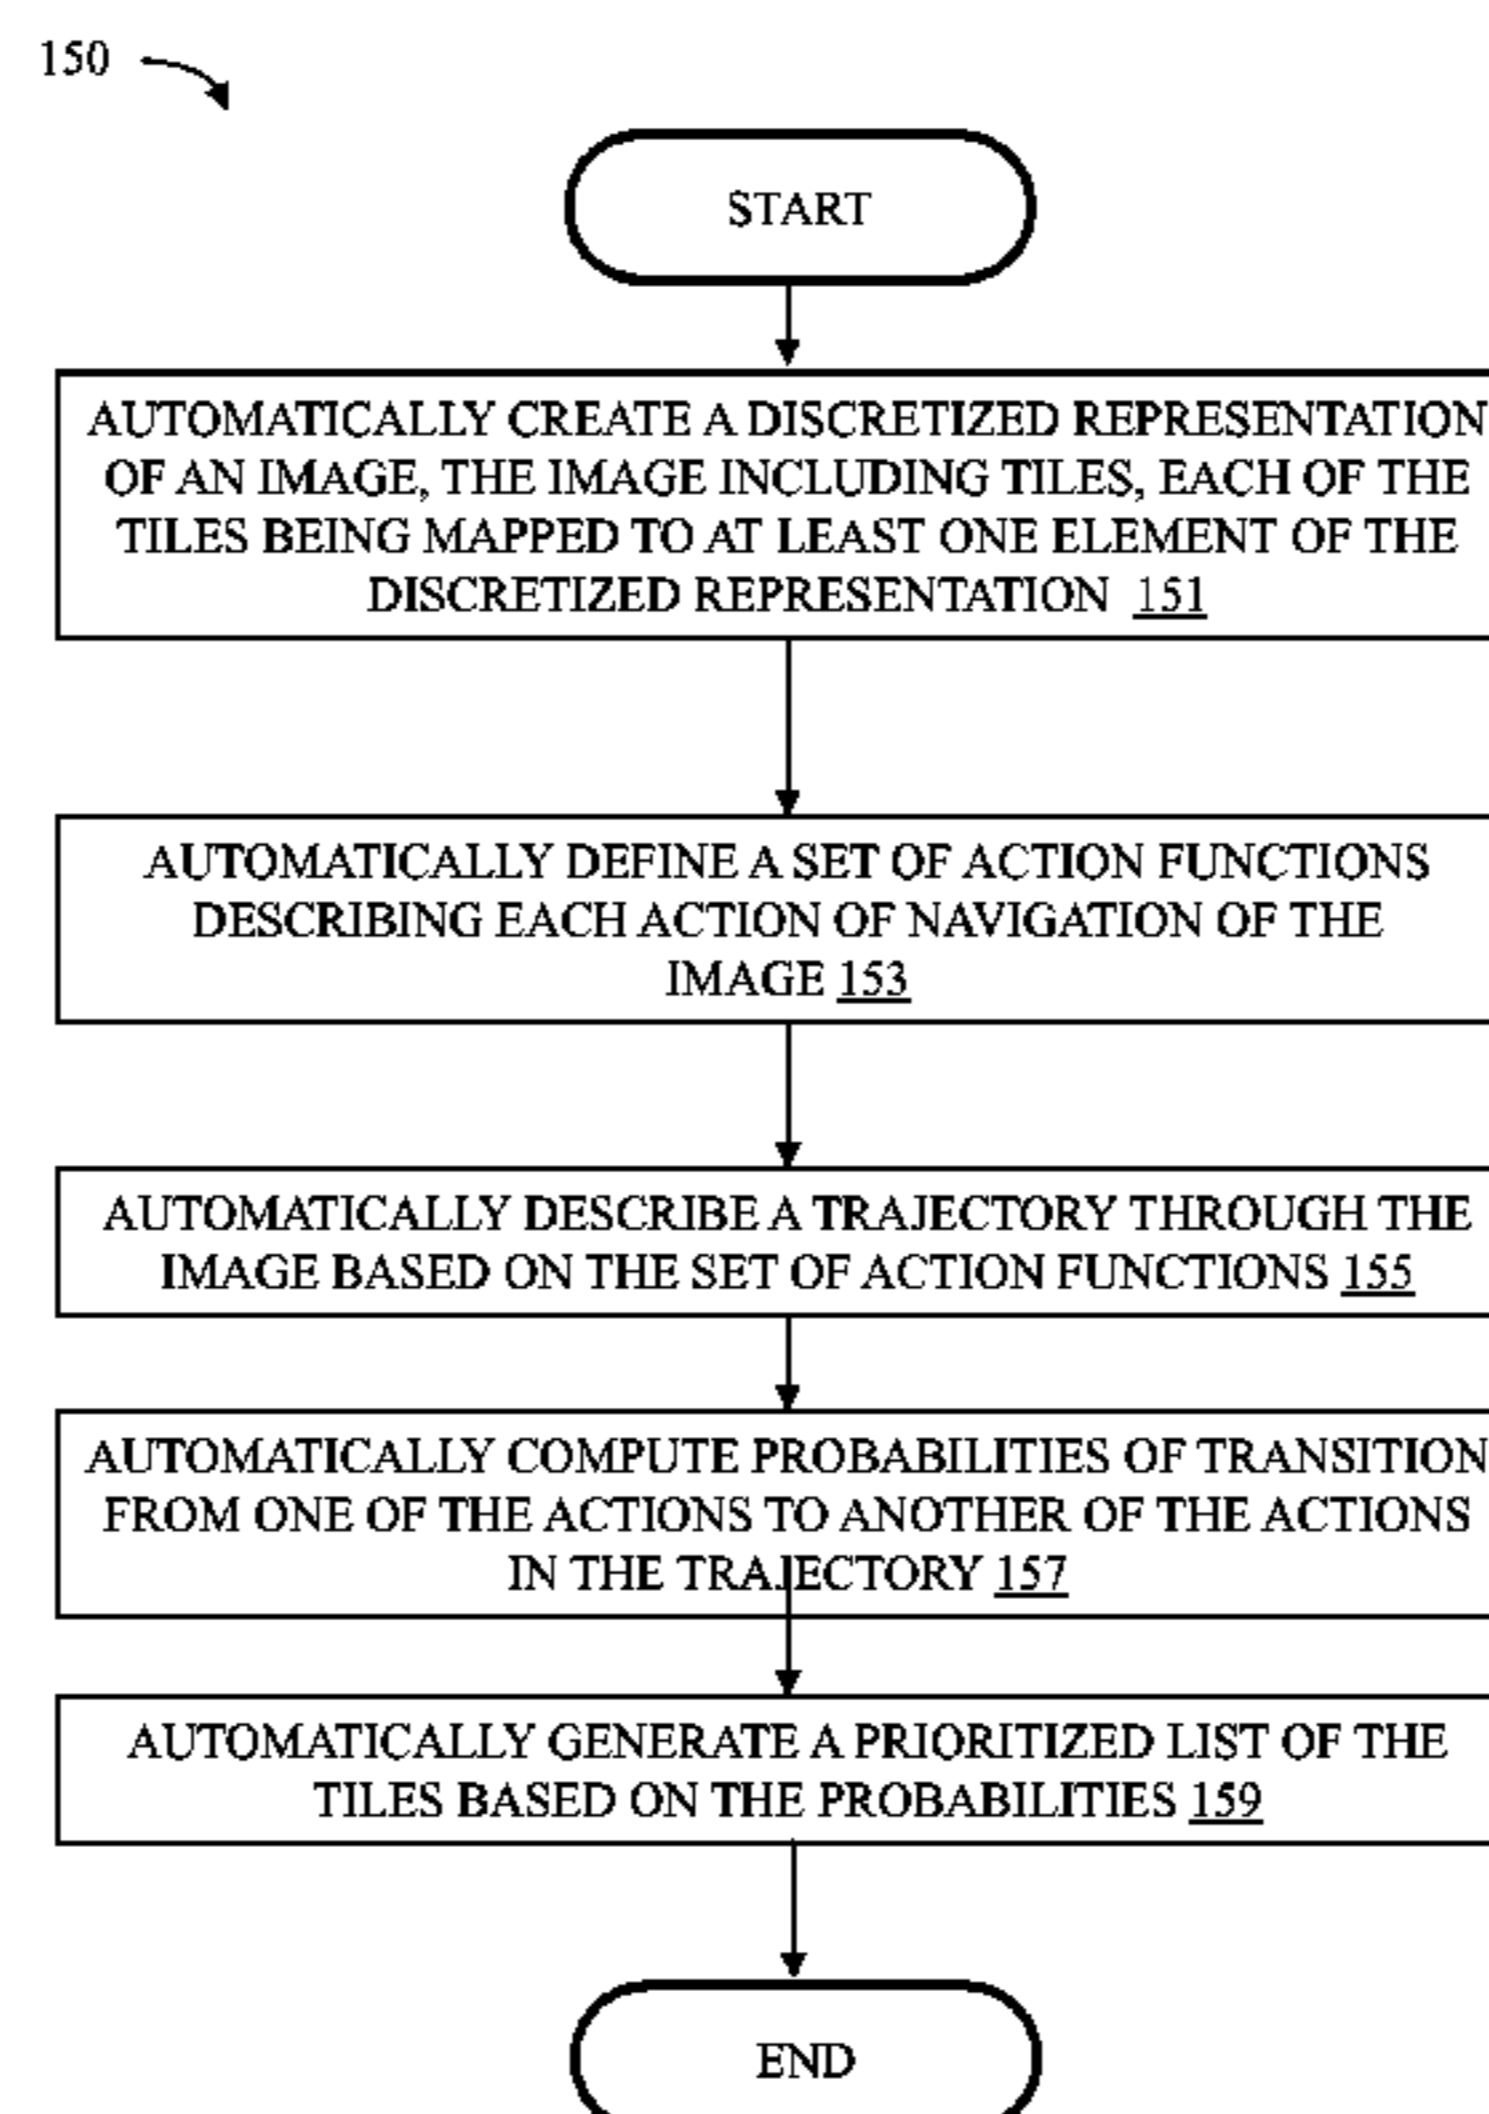 150
START
AUTOMATICALLY CREATE A DISCRETIZED REPRESENTATION
OF AN IMAGE, THE IMAGE INCLUDING TILES, EACH OF THE
TILES BEING MAPPED TO AT LEAST ONE ELEMENT OF THE
DISCRETIZED REPRESENTATION 151
AUTOMATICALLY DEFINE A SET OF ACTION FUNCTIONS
DESCRIBING EACH ACTION OF NAVIGATION OF THE
IMAGE 153
AUTOMATICALLY DESCRIBE A TRAJECTORY THROUGH THE
IMAGE BASED ON THE SET OF ACTION FUNCTIONS 155
AUTOMATICALLY COMPUTE PROBABILITIES OF TRANSITION
FROM ONE OF THE ACTIONS TO ANOTHER OF THE ACTIONS
IN THE TRAJECTORY 157
AUTOMATICALLY GENERATE A PRIORITIZED LIST OF THE
TILES BASED ON THE PROBABILITIES 159
END